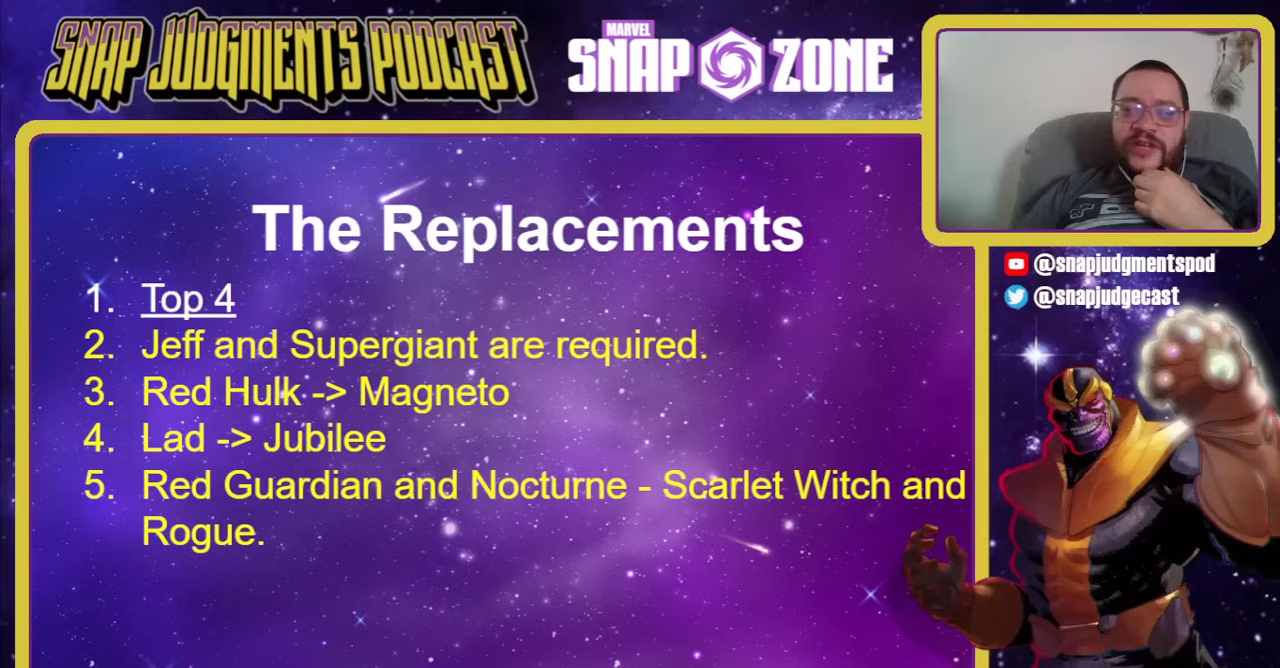 SNAP JUDGMENTS PODCAST
MARVEL
SNAP ZONE
The Replacements
1. Top 4
2. Jeff and Supergiant are required.
3. Red Hulk -> Magneto
4. Lad -> Jubilee
5. Red Guardian and Nocturne - Scarlet Witch and
Rogue.
@snapjudgmentspod
@snapjudgecast